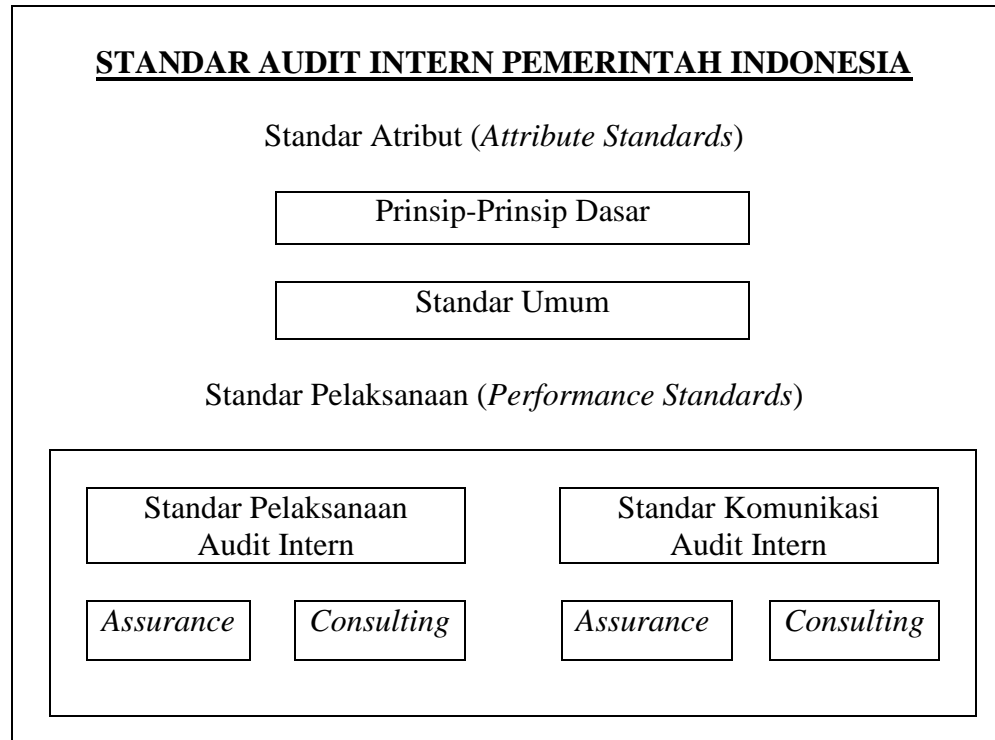 STANDAR AUDIT INTERN PEMERINTAH INDONESIA
Standar Atribut (Attribute Standards)
Prinsip-Prinsip Dasar
Standar Umum
Standar Pelaksanaan (Performance Standards)
Standar Pelaksanaan
Audit Intern
Standar Komunikasi
Audit Intern
Assurance
Consulting
Assurance
Consulting